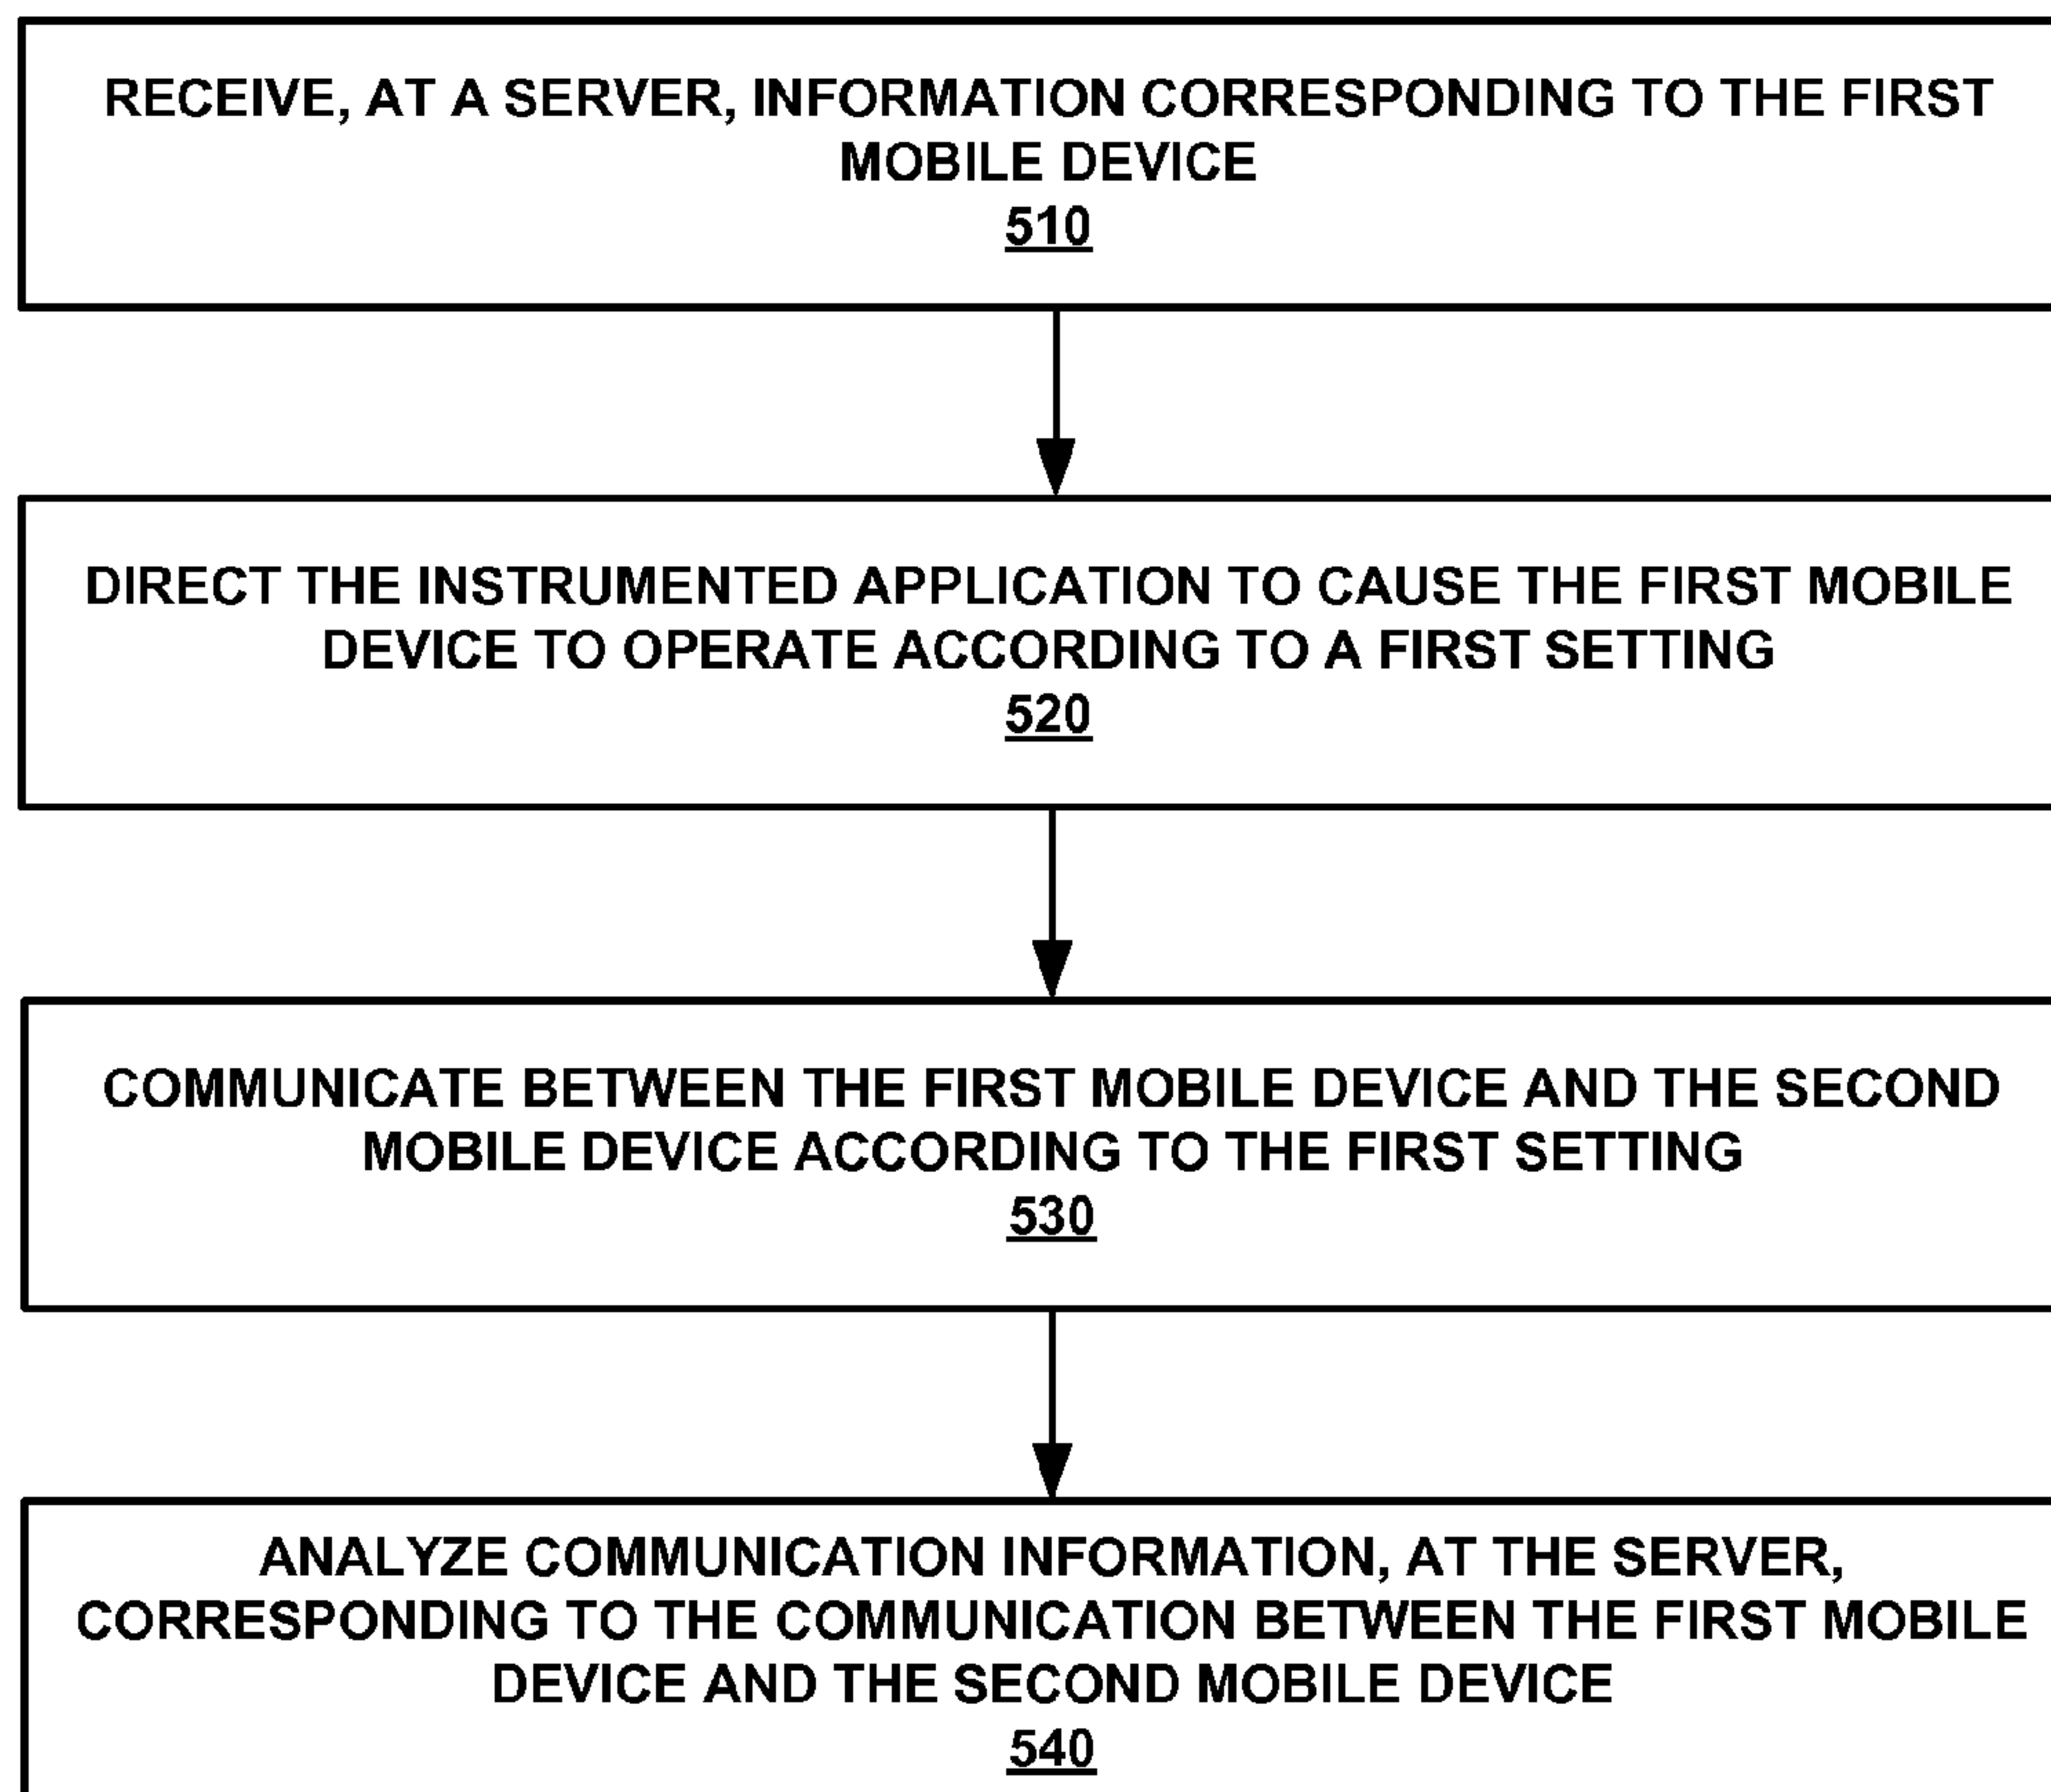 RECEIVE, AT A SERVER, INFORMATION CORRESPONDING TO THE FIRST
MOBILE DEVICE
510
DIRECT THE INSTRUMENTED APPLICATION TO CAUSE THE FIRST MOBILE
DEVICE TO OPERATE ACCORDING TO A FIRST SETTING
520
COMMUNICATE BETWEEN THE FIRST MOBILE DEVICE AND THE SECOND
MOBILE DEVICE ACCORDING TO THE FIRST SETTING
530
ANALYZE COMMUNICATION INFORMATION, AT THE SERVER,
CORRESPONDING TO THE COMMUNICATION BETWEEN THE FIRST MOBILE
DEVICE AND THE SECOND MOBILE DEVICE
540